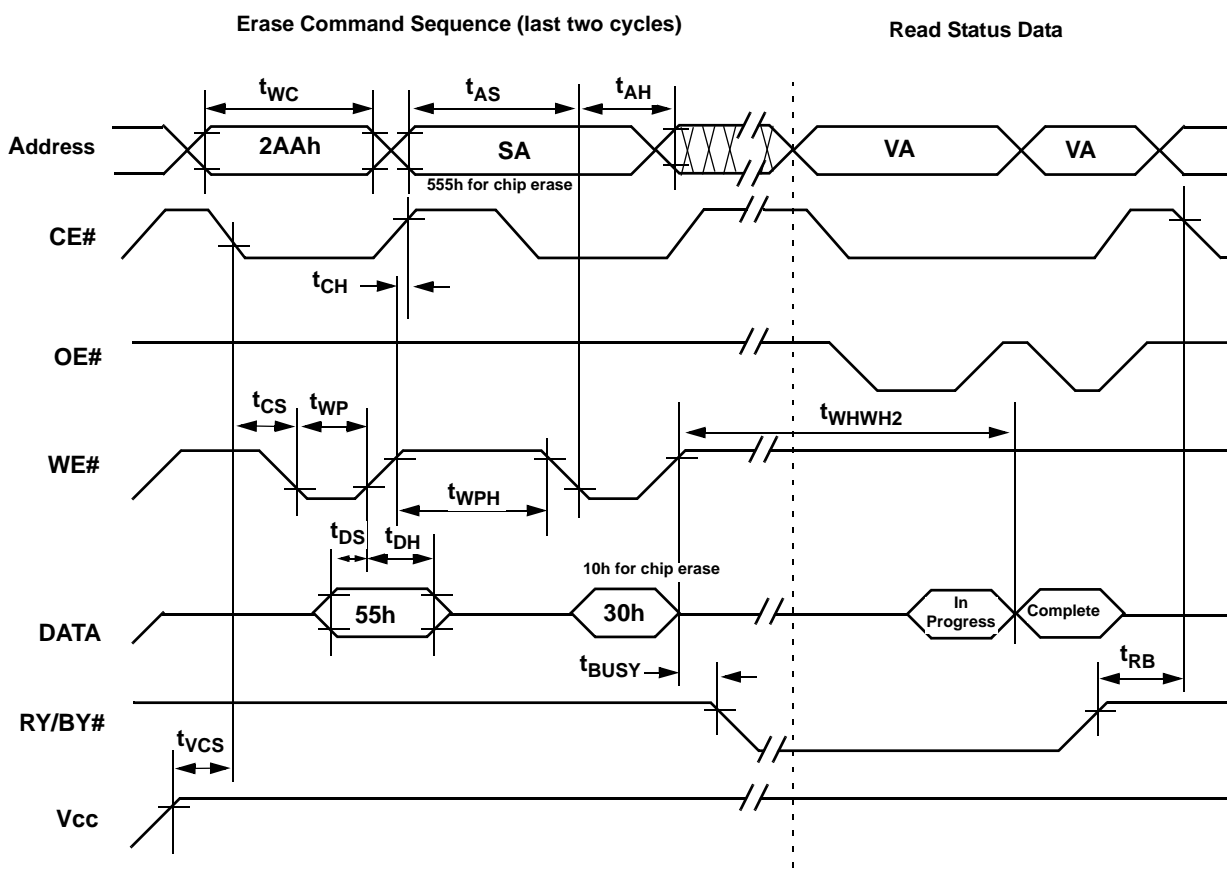 Erase Command Sequence (last two cycles)
Read Status Data
tWC
tAS
tAH
Address
2AAh
SA
VA
VA
555h for chip erase
CE#
tCH
OE#
tCS
tWP
tWHWH2
WE#
tWPH
tDS
tDH
10h for chip erase
55h
30h
In
Progress
Complete
DATA
tBUSY
tRB
RY/BY#
tVCS
Vcc